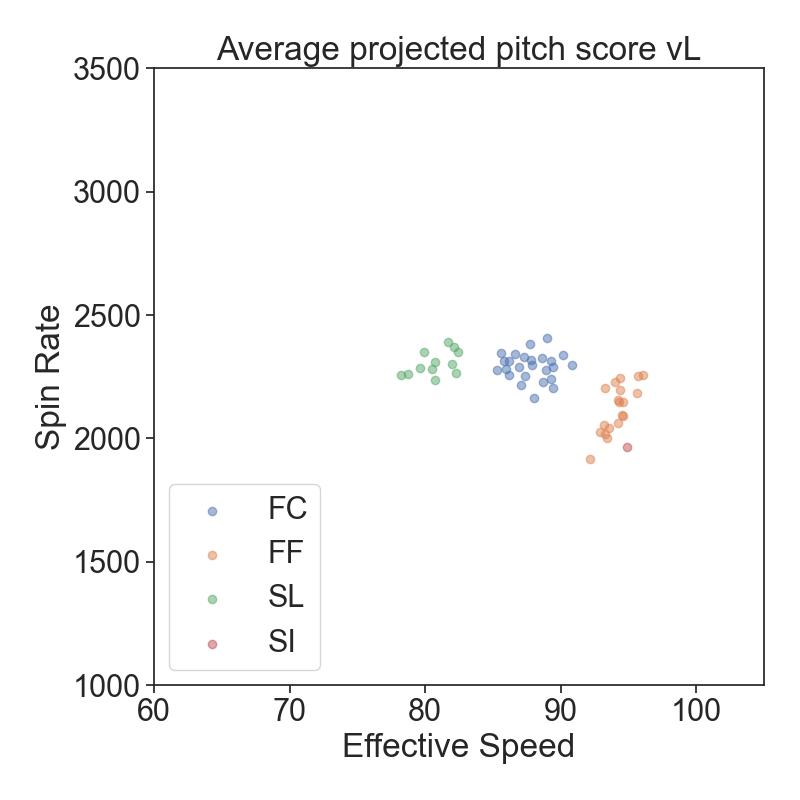 Average projected pitch score vL
3500
3000
2500
2000
1500
1000
Spin Rate
FC
FF
SL
SI
60 70 80 90 100
Effective Speed